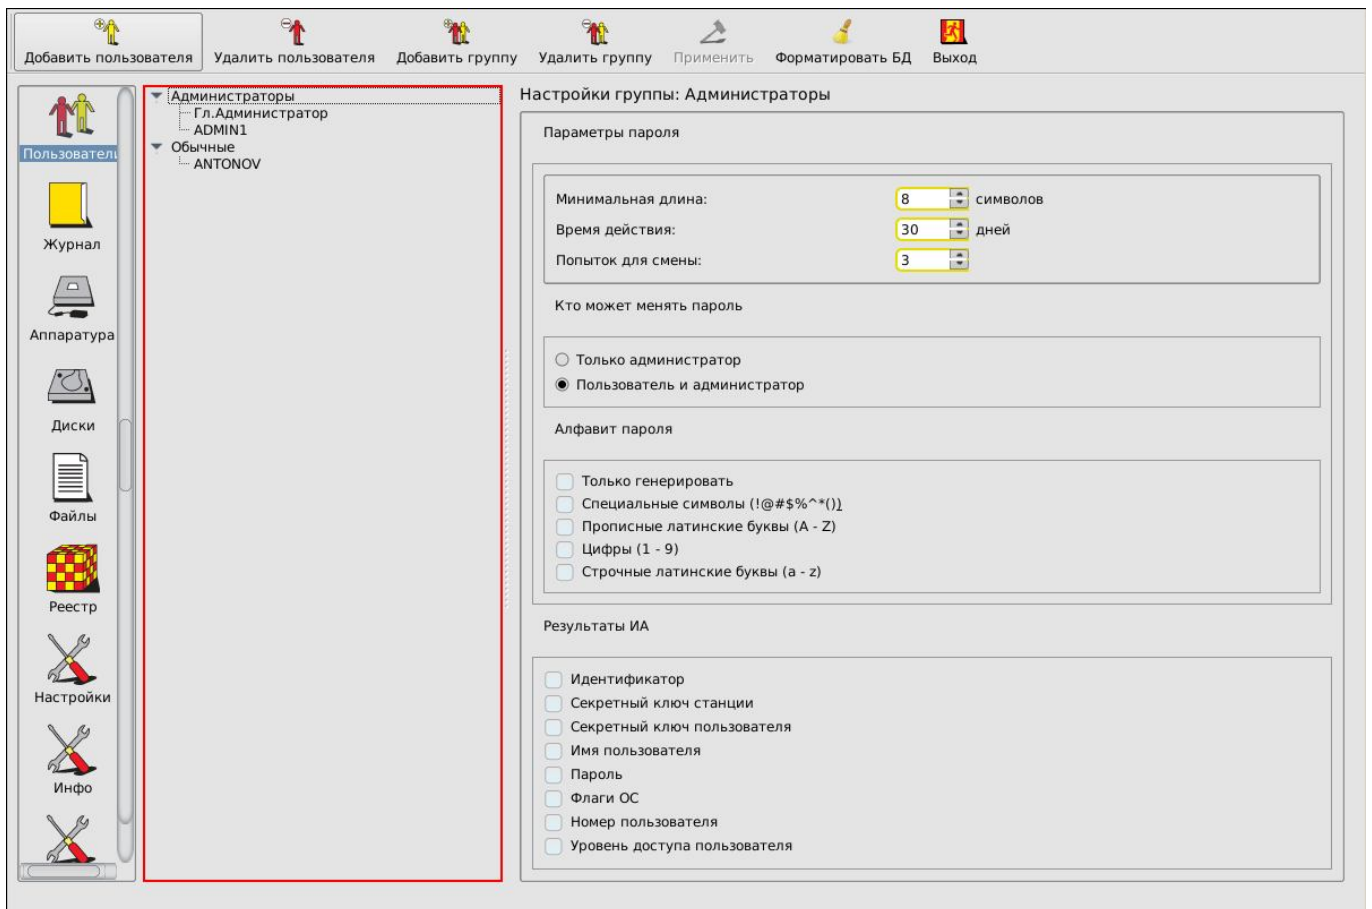 Добавить пользователя
Удалить пользователя
Добавить группу
Удалить группу
Применить
Форматировать БД
Выход
Пользователи
Журнал
Аппаратура
Диски
Файлы
Реестр
Настройки
Инфо
Администраторы
Гл.Администратор
ADMIN1
Обычные
ANTONOV
Настройки группы: Администраторы
Параметры пароля
Минимальная длина: 8 символов
Время действия: 30 дней
Попыток для смены: 3
Кто может менять пароль
Только администратор
Пользователь и администратор
Алфавит пароля
Только генерировать
Специальные символы (!@#$%^*())
Прописные латинские буквы (A - Z)
Цифры (1 - 9)
Строчные латинские буквы (a - z)
Результаты ИА
Идентификатор
Секретный ключ станции
Секретный ключ пользователя
Имя пользователя
Пароль
Флаги ОС
Номер пользователя
Уровень доступа пользователя